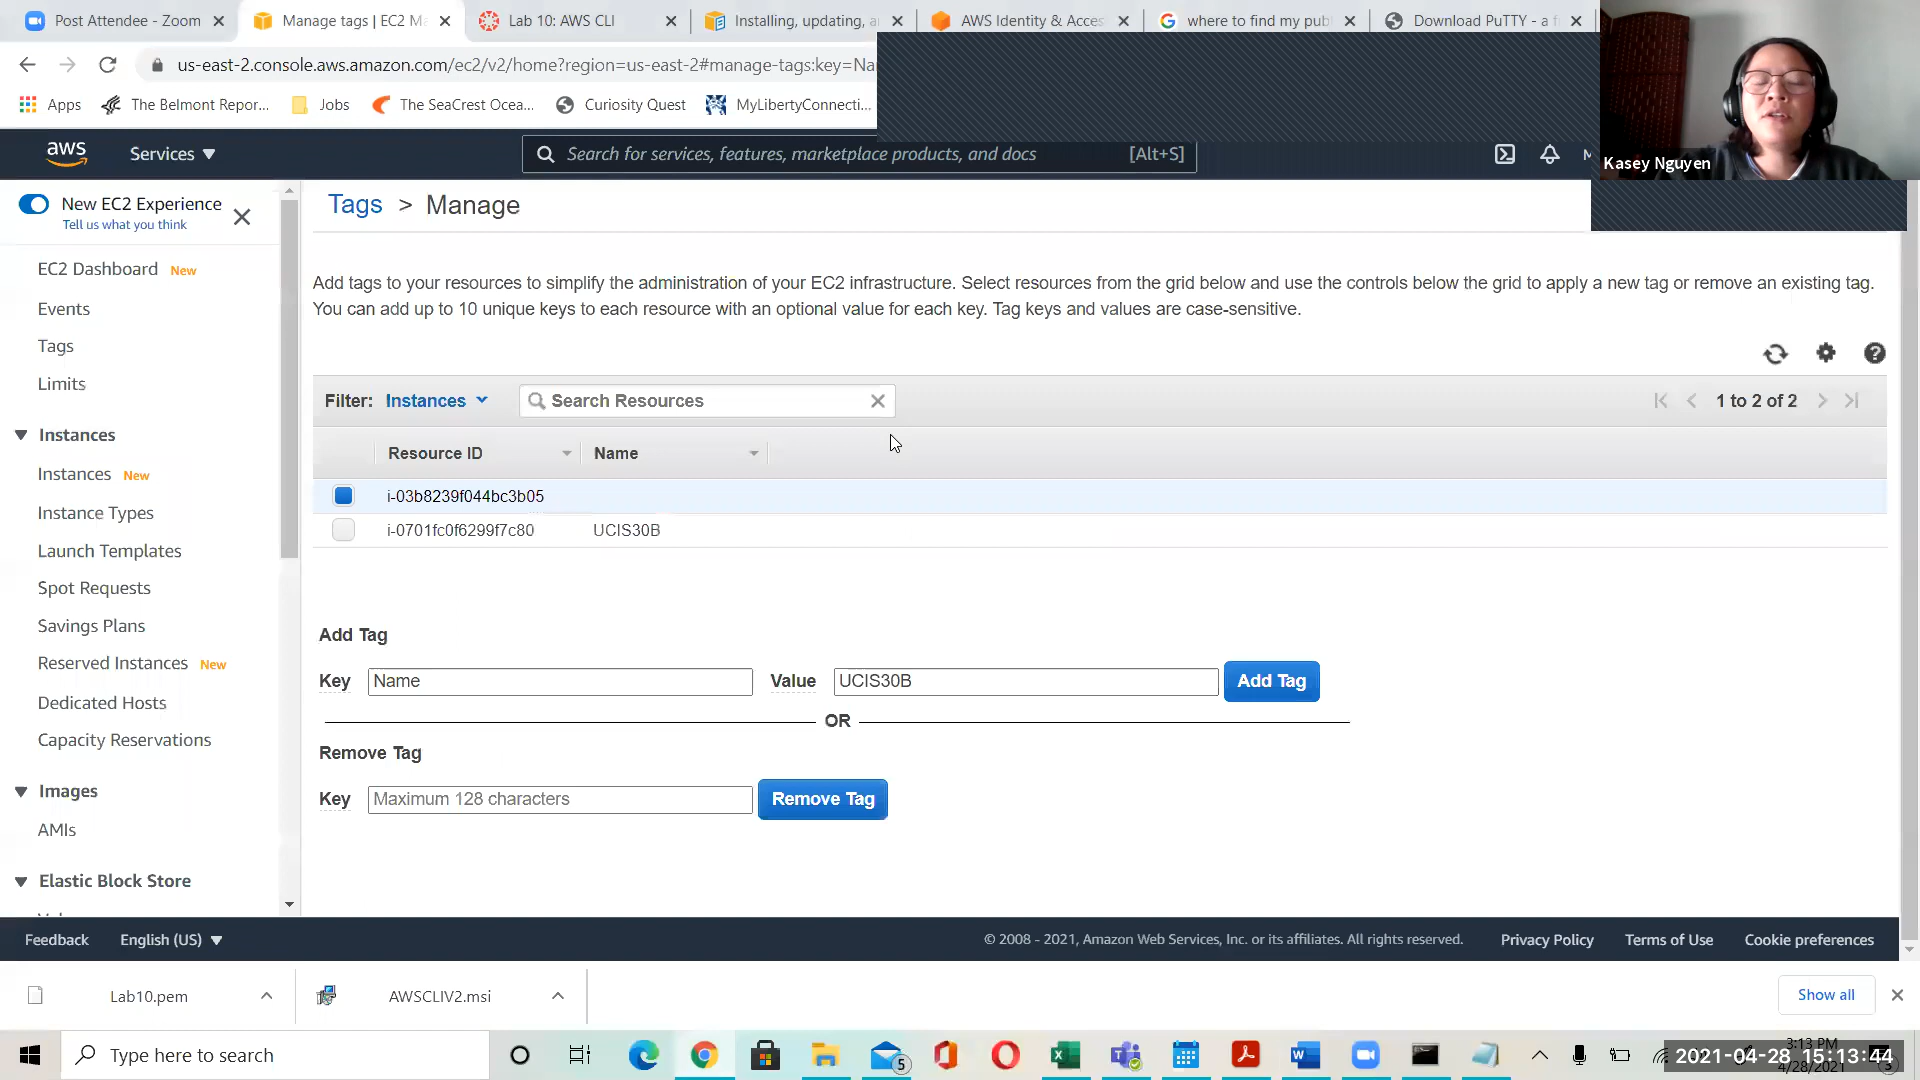 Post Attendee - Zoom
Manage tags | EC2 Ma
Lab 10: AWS CLI
Installing, updating, a
AWS Identity & Acces
where to find my pub
Download PuTTY - a f
us-east-2.console.aws.amazon.com/ec2/v2/home?region=us-east-2#manage-tags:key=Na
Apps
The Belmont Repor...
Jobs
The SeaCrest Ocea...
Curiosity Quest
MyLibertyConnecti...
aws
Services
Search for services, features, marketplace products, and docs
[Alt+S]
Kasey Nguyen
New EC2 Experience
Tell us what you think
EC2 Dashboard New
Events
Tags
Limits
Instances
Instances New
Instance Types
Launch Templates
Spot Requests
Savings Plans
Reserved Instances New
Dedicated Hosts
Capacity Reservations
Images
AMIs
Elastic Block Store
Tags > Manage
Add tags to your resources to simplify the administration of your EC2 infrastructure. Select resources from the grid below and use the controls below the grid to apply a new tag or remove an existing tag.
You can add up to 10 unique keys to each resource with an optional value for each key. Tag keys and values are case-sensitive.
Filter: Instances
Search Resources
1 to 2 of 2
Resource ID
Name
i-03b8239f044bc3b05
i-0701fc0f6299f7c80
UCIS30B
Add Tag
Key
Name
Value
UCIS30B
Add Tag
OR
Remove Tag
Key
Maximum 128 characters
Remove Tag
Feedback
English (US)
© 2008 - 2021, Amazon Web Services, Inc. or its affiliates. All rights reserved.
Privacy Policy
Terms of Use
Cookie preferences
Lab10.pem
AWSCLIV2.msi
Show all
Type here to search
5
3:13 PM
2021-04-28 15:13:44
4/28/2021